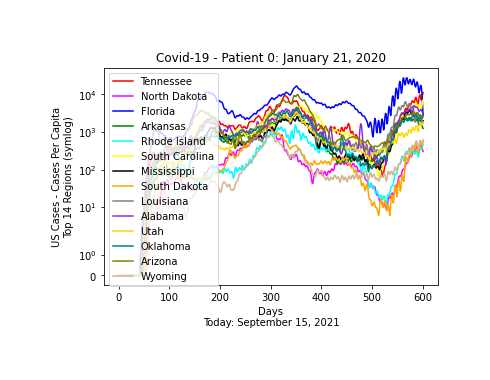 Covid-19 - Patient 0: January 21, 2020
US Cases - Cases Per Capita
Top 14 Regions (symlog)
10⁴
10³
10²
10¹
10⁰
0
Tennessee
North Dakota
Florida
Arkansas
Rhode Island
South Carolina
Mississippi
South Dakota
Louisiana
Alabama
Utah
Oklahoma
Arizona
Wyoming
0 100 200 300 400 500 600
Days
Today: September 15, 2021